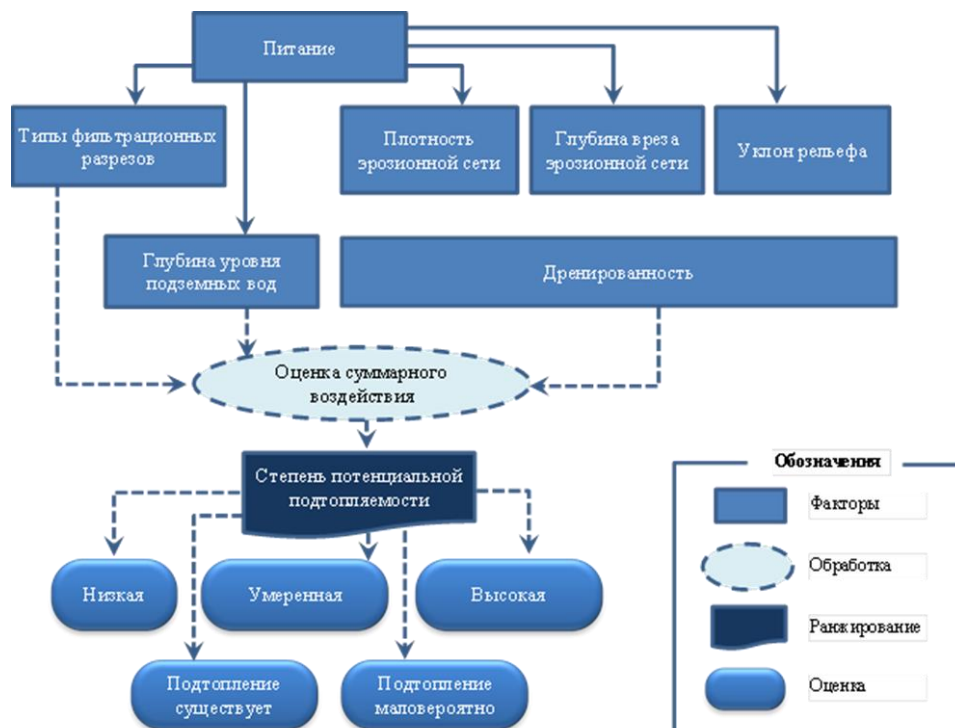 Питание
Типы фильтрационных
разрезов
Плотность
эрозионной сети
Глубина вреза
эрозионной сети
Уклон рельефа
Глубина уровня
подземных вод
Дренированность
Оценка суммарного
воздействия
Степень потенциальной
подтопляемости
Низкая
Умеренная
Высокая
Подтопление
существует
Подтопление
маловероятно
Обозначения
Факторы
Обработка
Ранжирование
Оценка